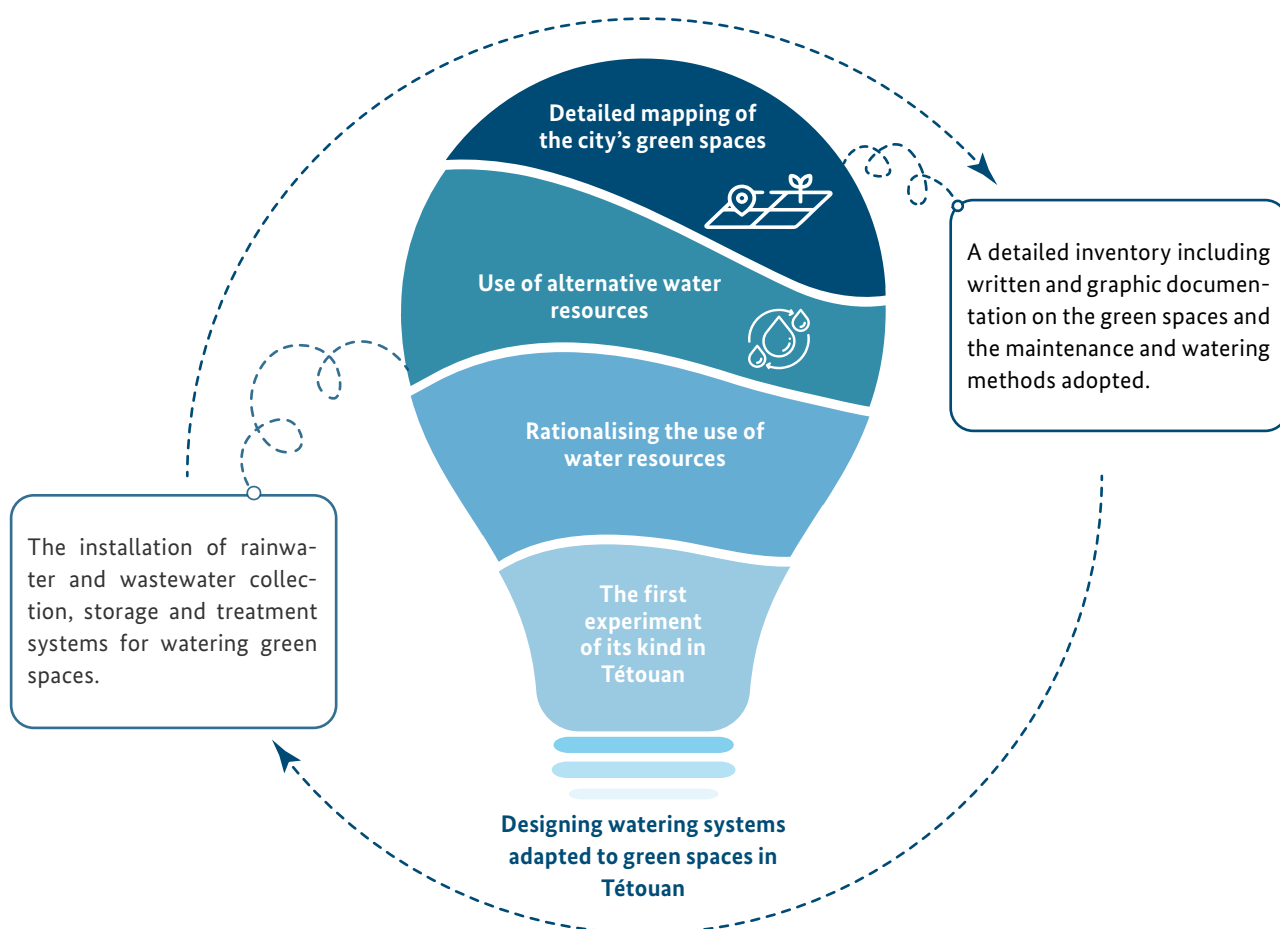 Detailed mapping of
the city's green spaces
A detailed inventory including
written and graphic documen-
tation on the green spaces and
the maintenance and watering
methods adopted.
Use of alternative water
resources
Rationalising the use of
water resources
The installation of rainwa-
ter and wastewater collec-
tion, storage and treatment
systems for watering green
spaces.
The first
experiment
of its kind in
Tétouan
Designing watering systems
adapted to green spaces in
Tétouan